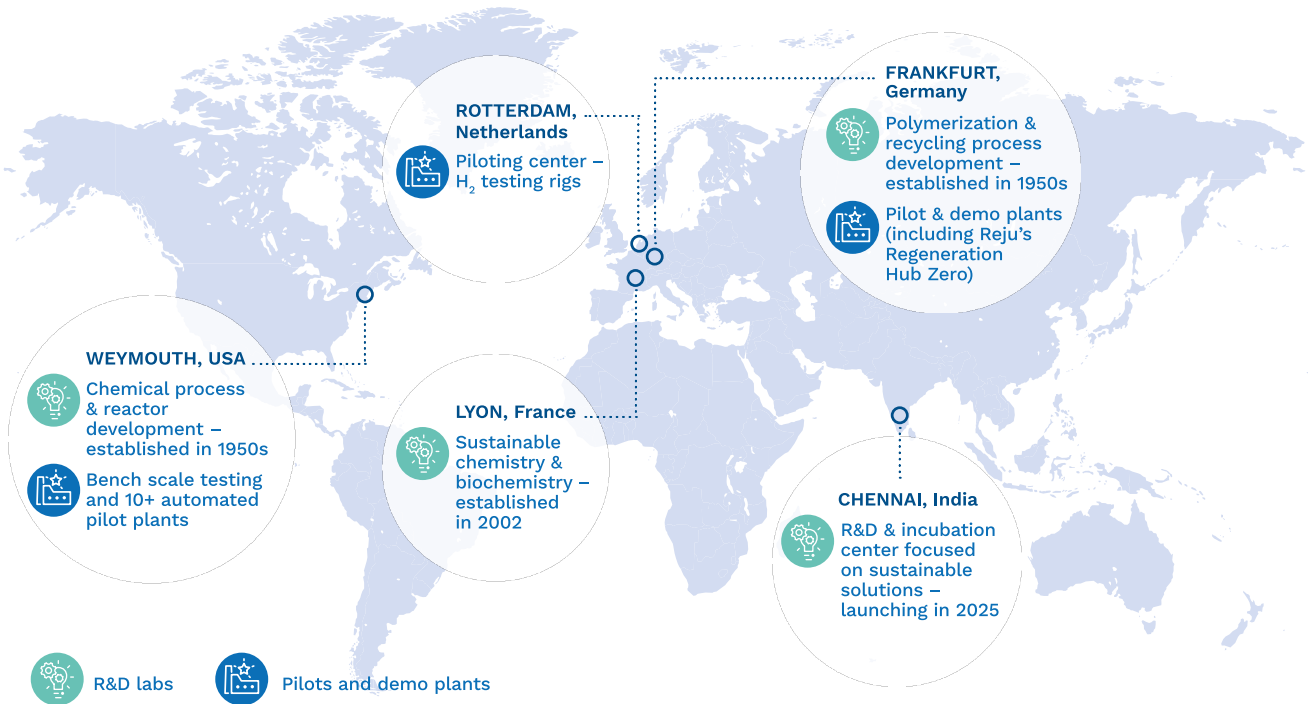 ROTTERDAM,
Netherlands
Piloting center –
H₂ testing rigs
FRANKFURT,
Germany
Polymerization &
recycling process
development –
established in 1950s
Pilot & demo plants
(including Reju’s
Regeneration
Hub Zero)
WEYMOUTH, USA
Chemical process
& reactor
development –
established in 1950s
Bench scale testing
and 10+ automated
pilot plants
LYON, France
Sustainable
chemistry &
biochemistry –
established
in 2002
CHENNAI, India
R&D & incubation
center focused
on sustainable
solutions –
launching in 2025
R&D labs
Pilots and demo plants